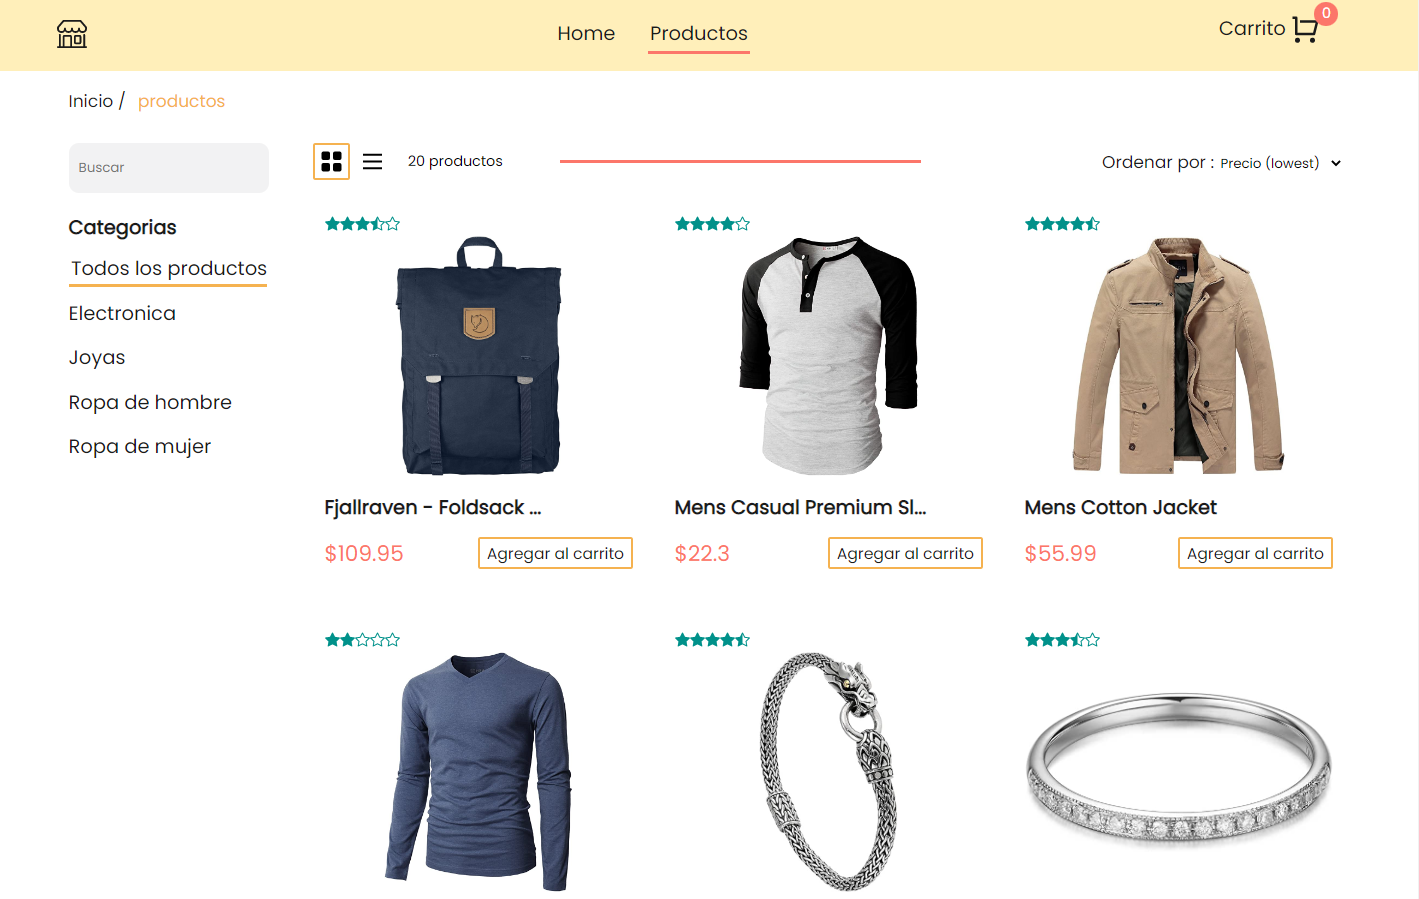 Home
Productos
Carrito
0
Inicio /
productos
Buscar
20 productos
Ordenar por :
Precio (lowest)
Categorias
Todos los productos
Electronica
Joyas
Ropa de hombre
Ropa de mujer
Fjallraven - Foldsack ...
$109.95
Agregar al carrito
Mens Casual Premium Sl...
$22.3
Agregar al carrito
Mens Cotton Jacket
$55.99
Agregar al carrito